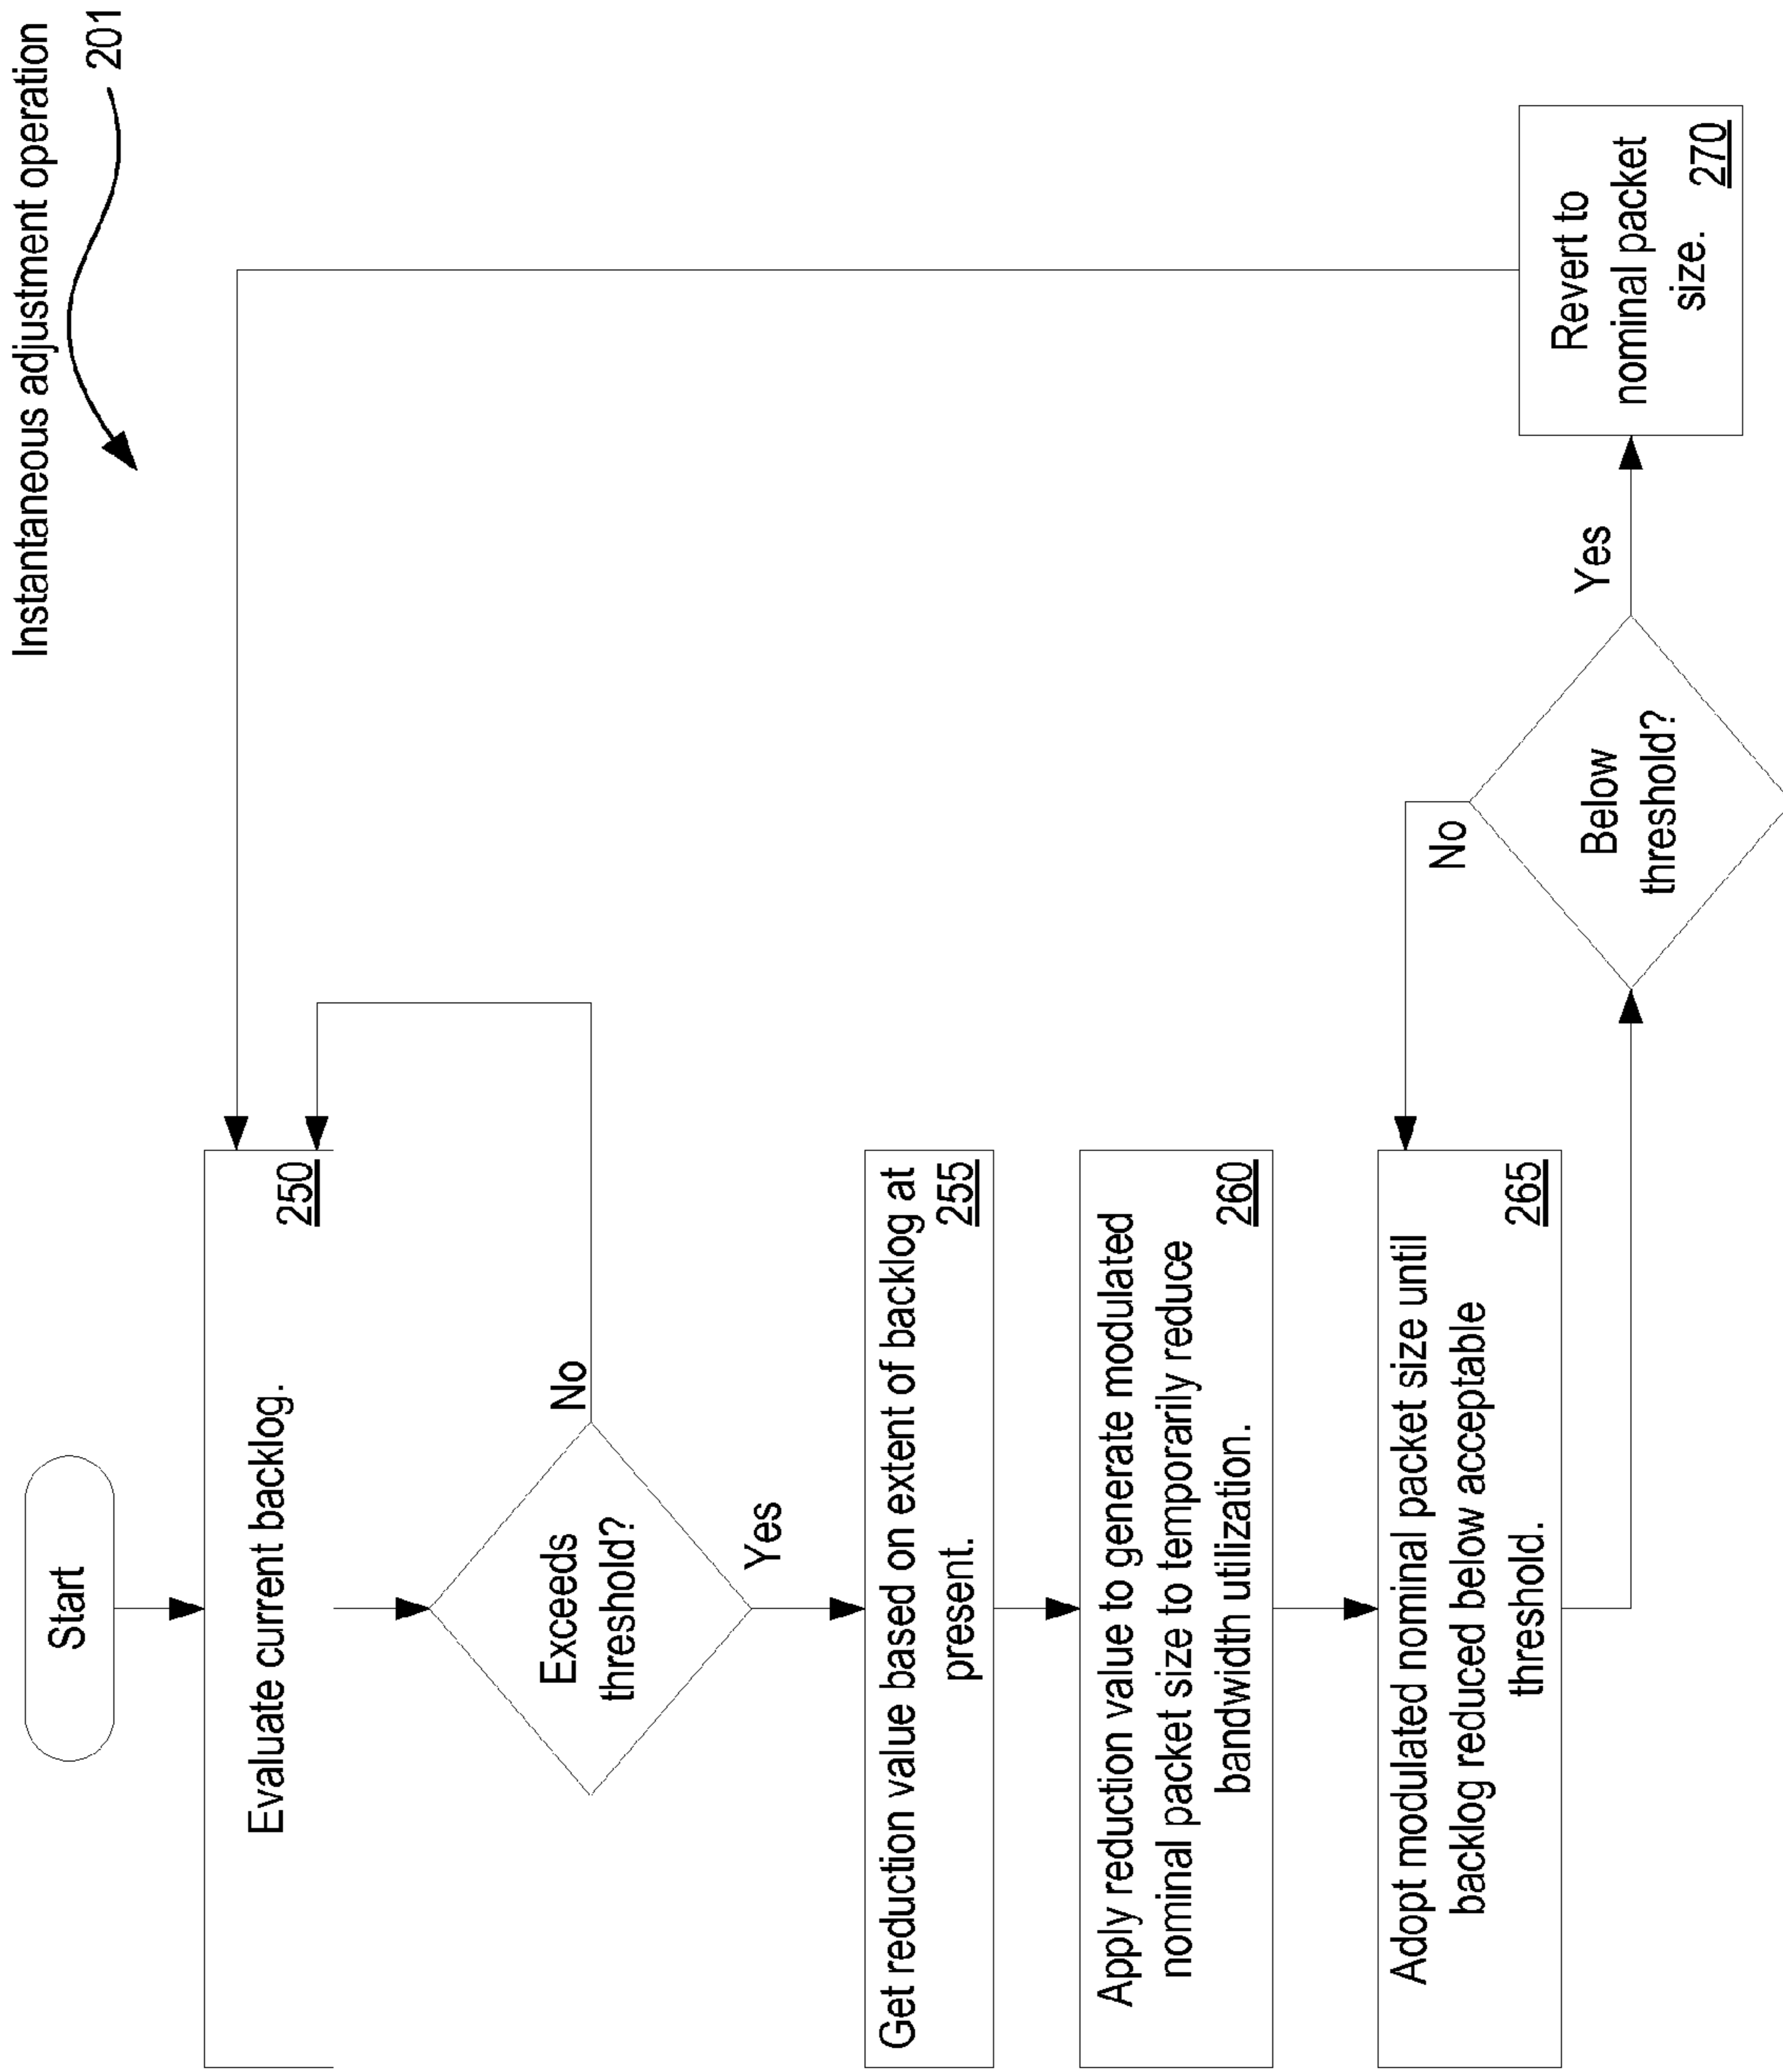 Instantaneous adjustment operation
201
Start
Evaluate current backlog.
250
Exceeds
threshold?
No
Yes
Get reduction value based on extent of backlog at
present.
255
Apply reduction value to generate modulated
nominal packet size to temporarily reduce
bandwidth utilization.
260
Adopt modulated nominal packet size until
backlog reduced below acceptable
threshold.
265
Below
threshold?
No
Yes
Revert to
nominal packet
size.
270